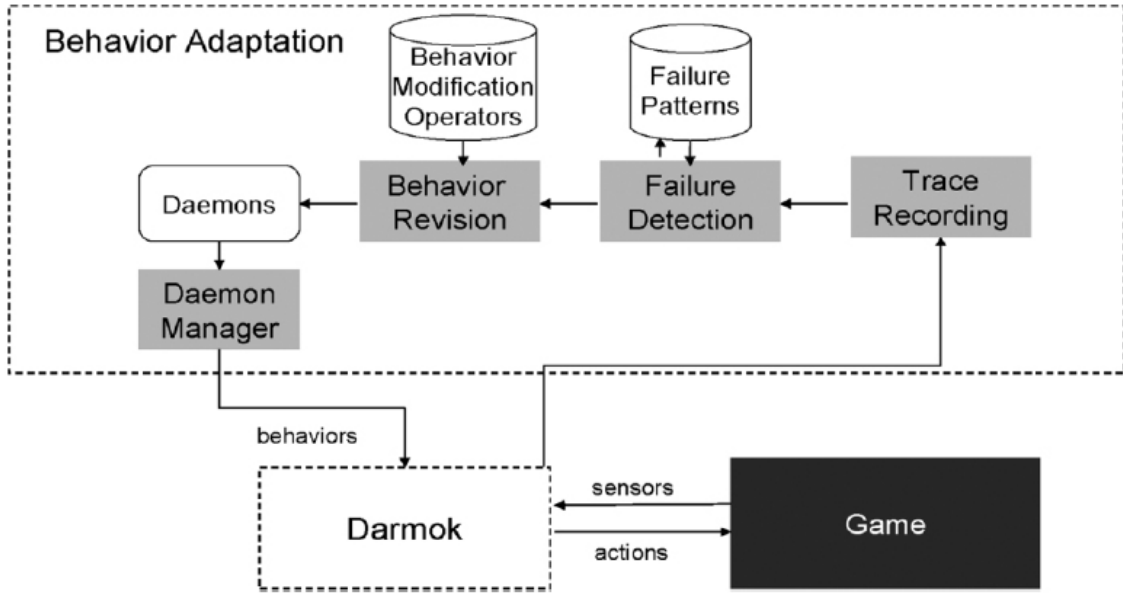 Behavior Adaptation
Behavior
Modification
Operators
Failure
Patterns
Daemons
Behavior
Revision
Failure
Detection
Trace
Recording
Daemon
Manager
behaviors
Darmok
sensors
actions
Game